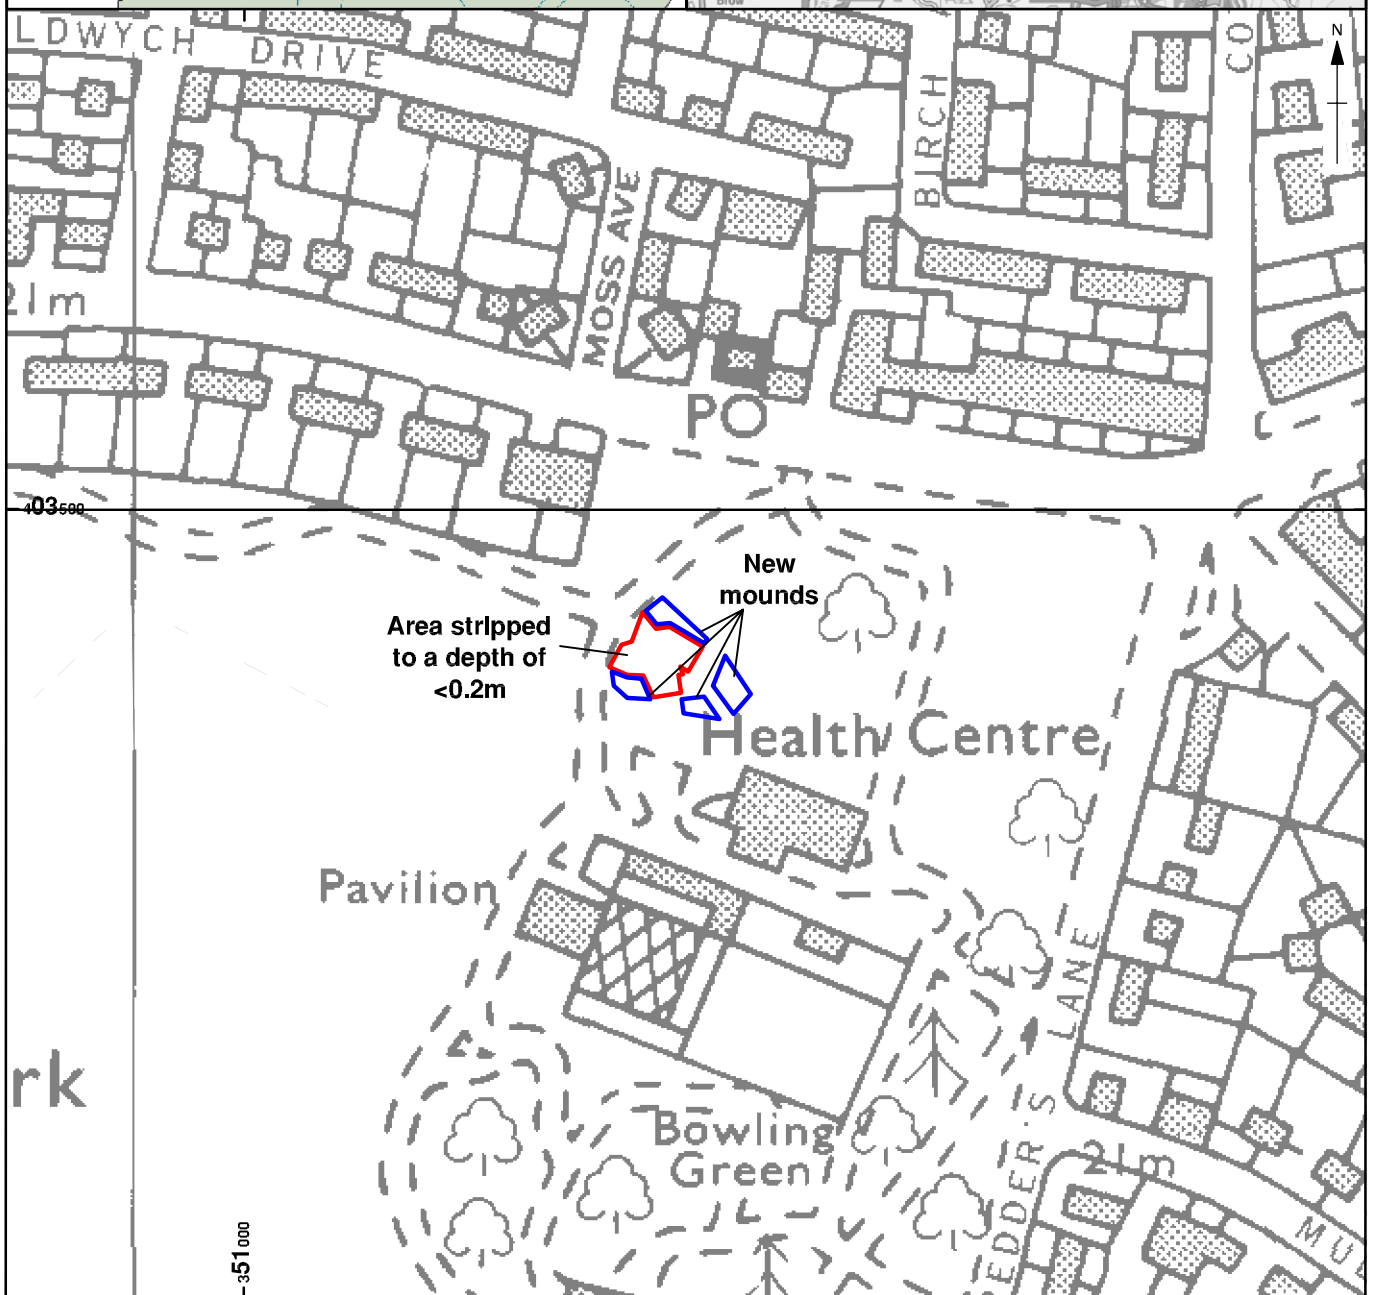 Brow
LDWYCH DRIVE
CO
N
BIRCH
MOSS AVE
21m
PO
403500
New
mounds
Area stripped
to a depth of
<0.2m
Health Centre
Pavilion
LANE
rk
Bowling
Green
21m
EDDER'S
MU
351000